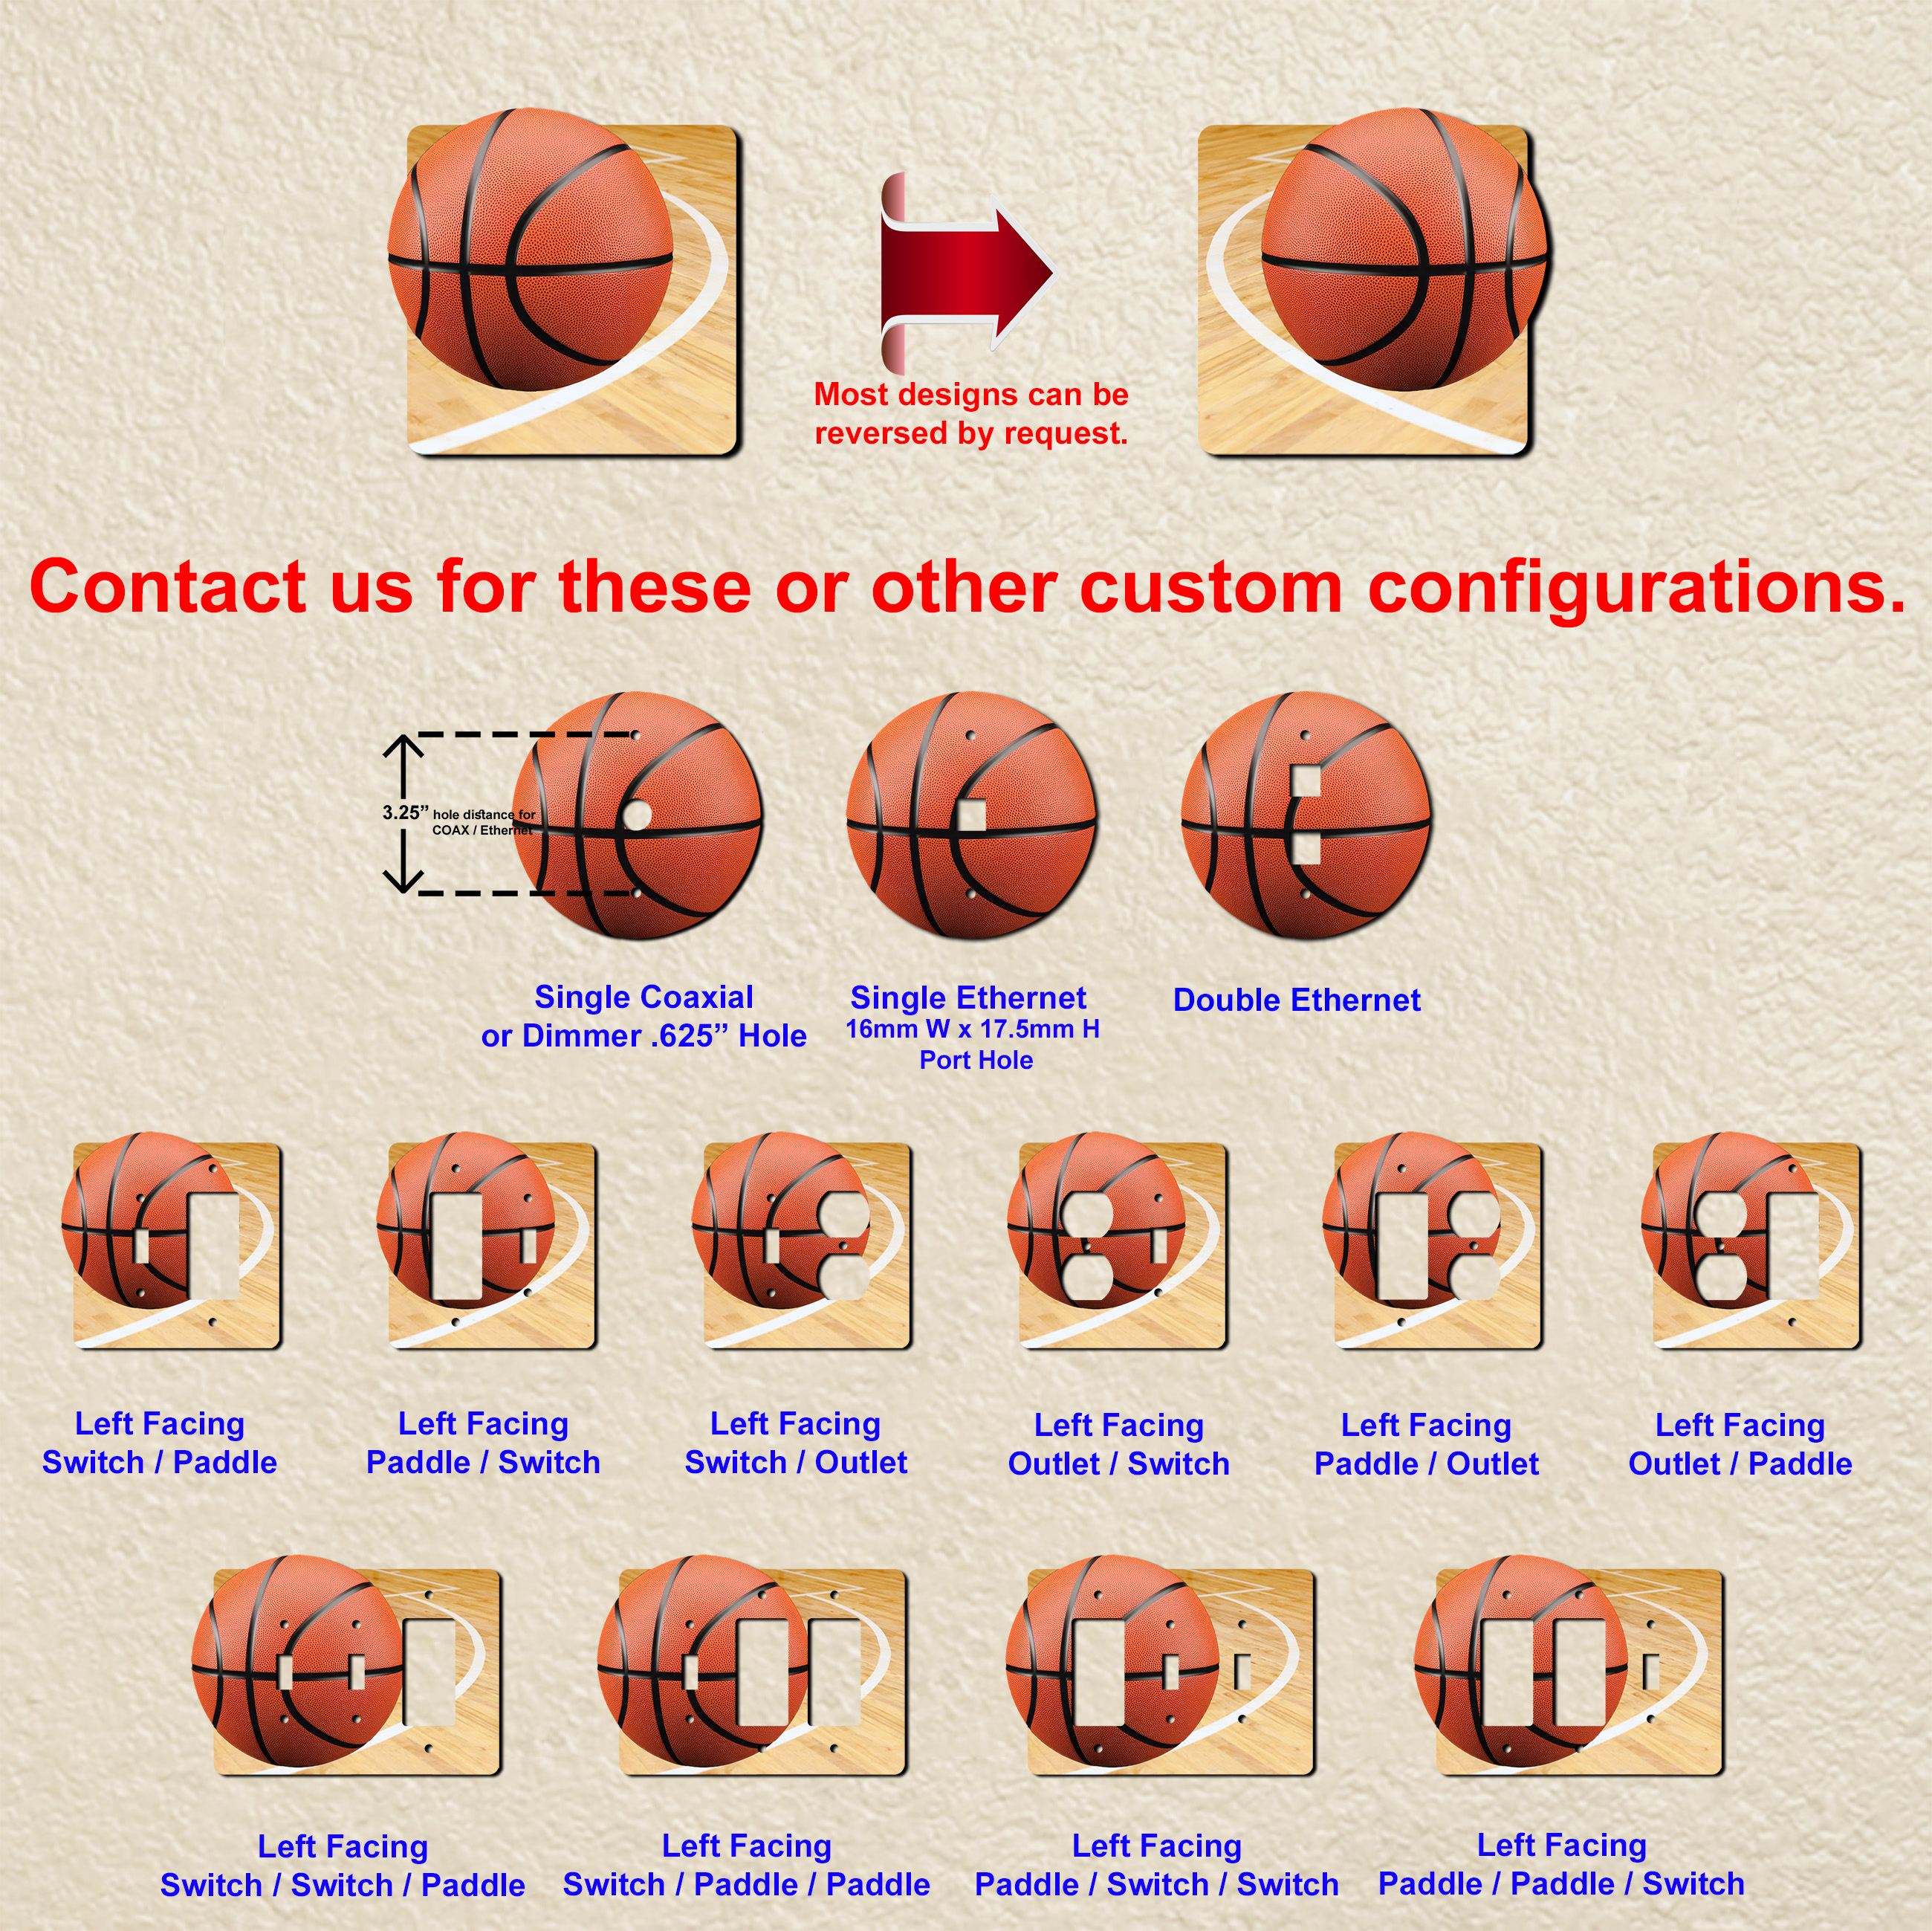 Most designs can be
reversed by request.
Contact us for these or other custom configurations.
3.25” hole distance for
COAX / Ethernet
Single Coaxial
or Dimmer .625” Hole
Single Ethernet
16mm W x 17.5mm H
Port Hole
Double Ethernet
Left Facing
Switch / Paddle
Left Facing
Paddle / Switch
Left Facing
Switch / Outlet
Left Facing
Outlet / Switch
Left Facing
Paddle / Outlet
Left Facing
Outlet / Paddle
Left Facing
Switch / Switch / Paddle
Left Facing
Switch / Paddle / Paddle
Left Facing
Paddle / Switch / Switch
Left Facing
Paddle / Paddle / Switch